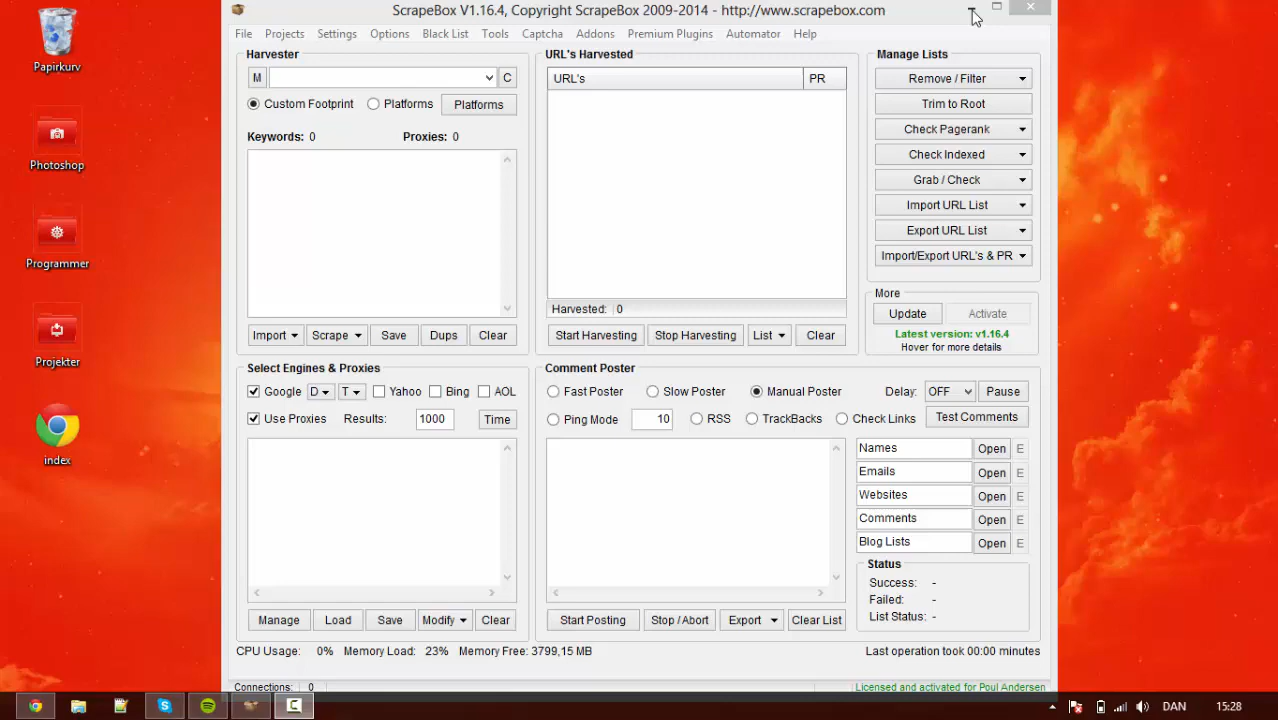 ScrapeBox V1.16.4, Copyright ScrapeBox 2009-2014 - http://www.scrapebox.com
File Projects Settings Options Black List Tools Captcha Addons Premium Plugins Automator Help
Papirkurv
Photoshop
Programmer
Projekter
index
Harvester
M
C
Custom Footprint Platforms Platforms
Keywords: 0 Proxies: 0
Import Scrape Save Dups Clear
URL's Harvested
URL's PR
Harvested: 0
Start Harvesting Stop Harvesting List Clear
Manage Lists
Remove / Filter
Trim to Root
Check Pagerank
Check Indexed
Grab / Check
Import URL List
Export URL List
Import/Export URL's & PR
More
Update Activate
Latest version: v1.16.4
Hover for more details
Select Engines & Proxies
Google D T Yahoo Bing AOL
Use Proxies Results: 1000 Time
Manage Load Save Modify Clear
Comment Poster
Fast Poster Slow Poster Manual Poster Delay: OFF Pause
Ping Mode 10 RSS TrackBacks Check Links Test Comments
Names Open E
Emails Open E
Websites Open E
Comments Open E
Blog Lists Open E
Status
Success: -
Failed: -
List Status: -
Start Posting Stop / Abort Export Clear List
CPU Usage: 0% Memory Load: 23% Memory Free: 3799,15 MB Last operation took 00:00 minutes
Connections: 0 Licensed and activated for Poul Andersen
DAN 15:28